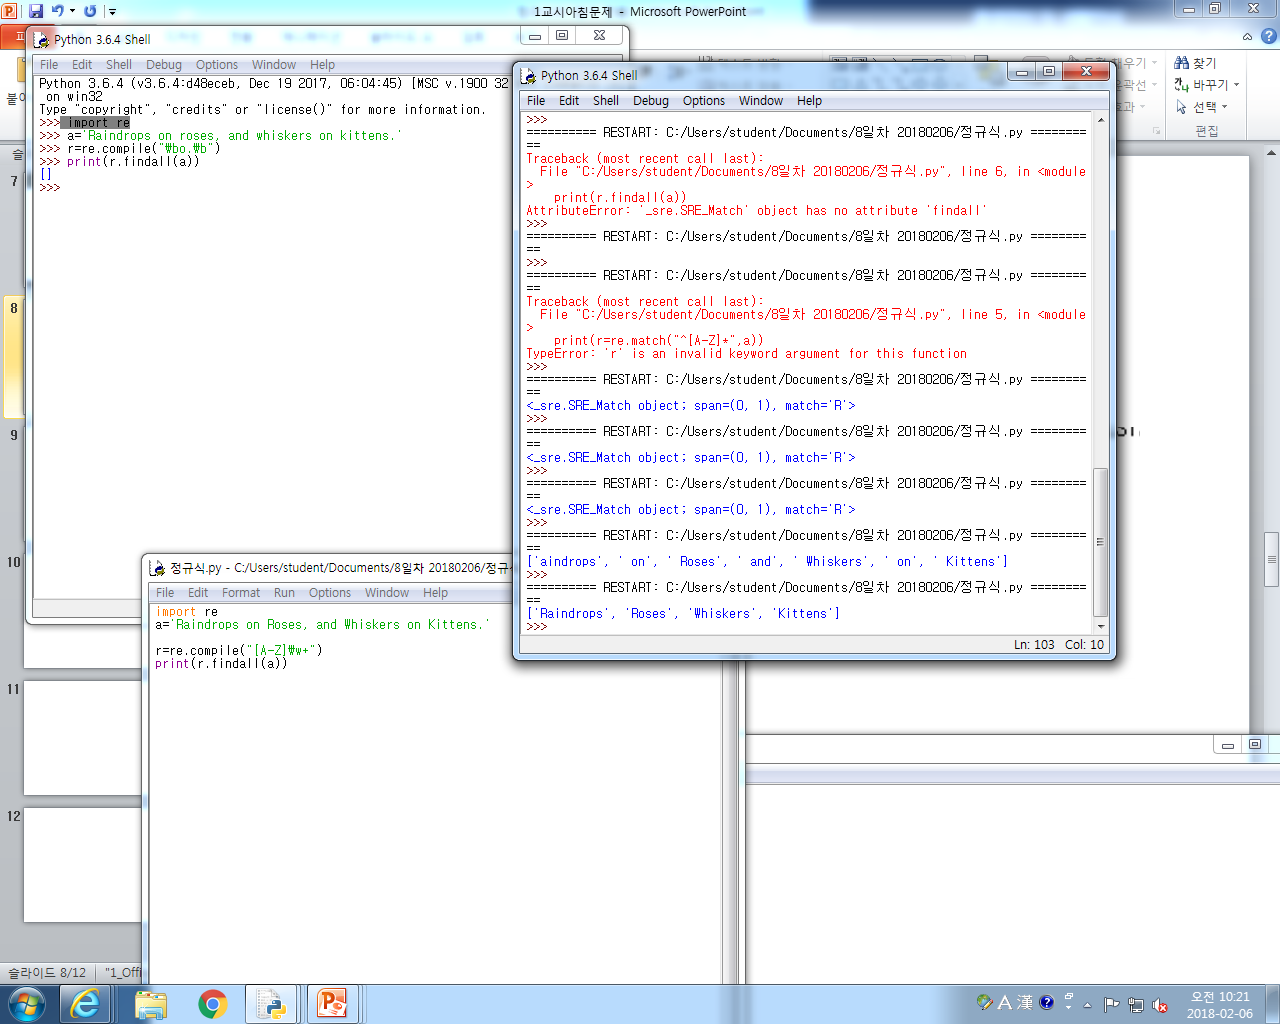 1교시아침문제 - Microsoft PowerPoint
Python 3.6.4 Shell
File Edit Shell Debug Options Window Help
Python 3.6.4 (v3.6.4:d48eceb, Dec 19 2017, 06:04:45) [MSC v.1900 32
on win32
Type "copyright", "credits" or "license()" for more information.
>>> import re
>>> a='Raindrops on roses, and whiskers on kittens.'
>>> r=re.compile("₩bo.₩b")
>>> print(r.findall(a))
[]
>>>
Python 3.6.4 Shell
File Edit Shell Debug Options Window Help
>>>
========== RESTART: C:/Users/student/Documents/8일차 20180206/정규식.py ========
==
Traceback (most recent call last):
File "C:/Users/student/Documents/8일차 20180206/정규식.py", line 6, in <module
>
print(r.findall(a))
AttributeError: '_sre.SRE_Match' object has no attribute 'findall'
>>>
========== RESTART: C:/Users/student/Documents/8일차 20180206/정규식.py ========
==
>>>
========== RESTART: C:/Users/student/Documents/8일차 20180206/정규식.py ========
==
Traceback (most recent call last):
File "C:/Users/student/Documents/8일차 20180206/정규식.py", line 5, in <module
>
print(r=re.match("^[A-Z]*",a))
TypeError: 'r' is an invalid keyword argument for this function
>>>
========== RESTART: C:/Users/student/Documents/8일차 20180206/정규식.py ========
==
<_sre.SRE_Match object; span=(0, 1), match='R'>
>>>
========== RESTART: C:/Users/student/Documents/8일차 20180206/정규식.py ========
==
<_sre.SRE_Match object; span=(0, 1), match='R'>
>>>
========== RESTART: C:/Users/student/Documents/8일차 20180206/정규식.py ========
==
<_sre.SRE_Match object; span=(0, 1), match='R'>
>>>
========== RESTART: C:/Users/student/Documents/8일차 20180206/정규식.py ========
==
['aindrops', ' on', ' Roses', ' and', ' Whiskers', ' on', ' Kittens']
>>>
========== RESTART: C:/Users/student/Documents/8일차 20180206/정규식.py ========
==
['Raindrops', 'Roses', 'Whiskers', 'Kittens']
>>>
Ln: 103 Col: 10
찾기
바꾸기
선택
편집
7
8
9
10
11
12
정규식.py - C:/Users/student/Documents/8일차 20180206/정규식
File Edit Format Run Options Window Help
import re
a='Raindrops on Roses, and Whiskers on Kittens.'
r=re.compile("[A-Z]₩w+")
print(r.findall(a))
슬라이드 8/12 "1_Offi
A 漢
오전 10:21
2018-02-06